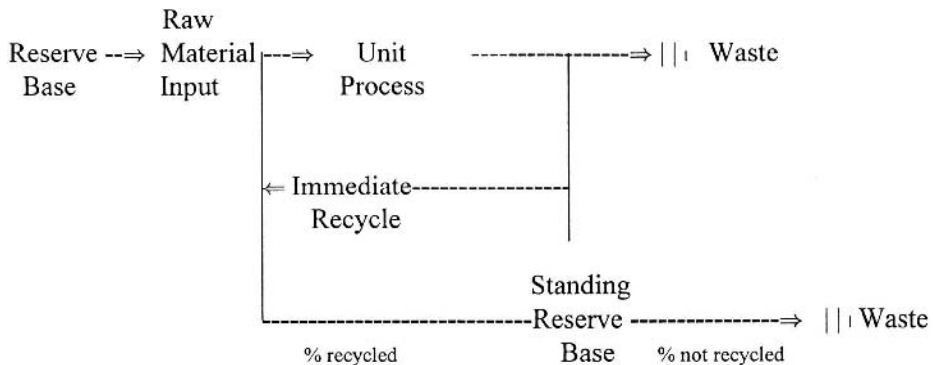 Raw
Reserve --⇒ Material --⇒ Unit ⇒ Waste
Base Input Process
⇐ Immediate
Recycle
Standing
Reserve ⇒ Waste
Base
% recycled % not recycled